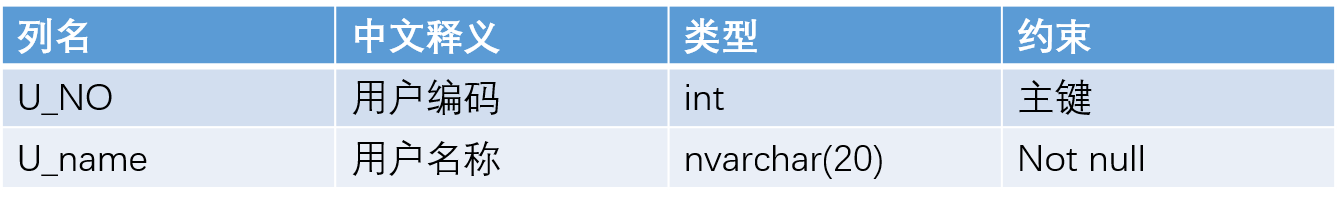 列名 中文释义 类型 约束
U_NO 用户编码 int 主键
U_name 用户名称 nvarchar(20) Not null